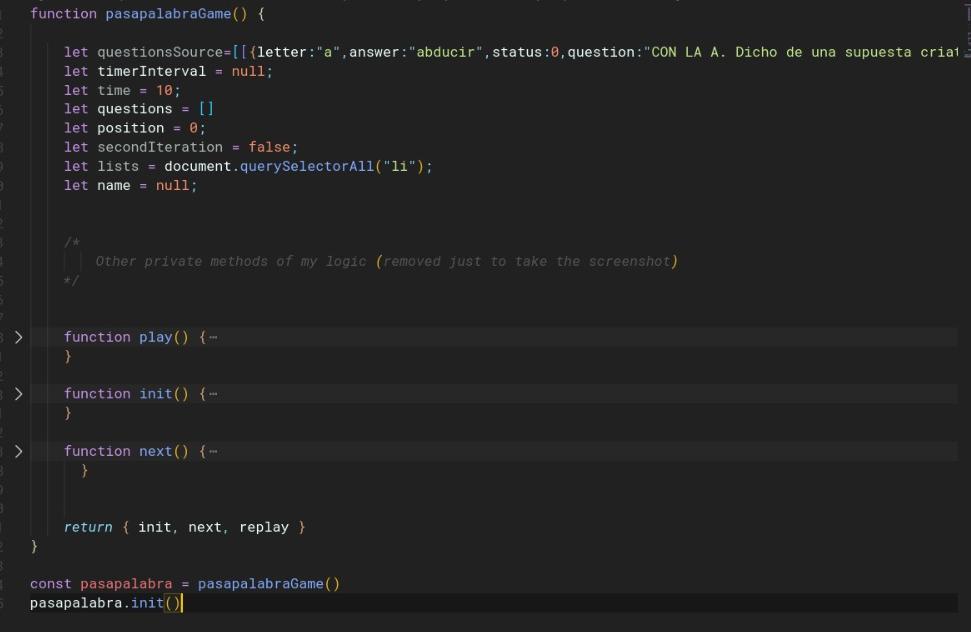 function pasapalabraGame() {
let questionsSource=[[{letter:"a",answer:"abducir",status:0,question:"CON LA A. Dicho de una supuesta criat
let timerInterval = null;
let time = 10;
let questions = []
let position = 0;
let secondIteration = false;
let lists = document.querySelectorAll("li");
let name = null;
/*
Other private methods of my logic (removed just to take the screenshot)
*/
function play() {⋯
}
function init() {⋯
}
function next() {⋯
}
return { init, next, replay }
}
const pasapalabra = pasapalabraGame()
pasapalabra.init()